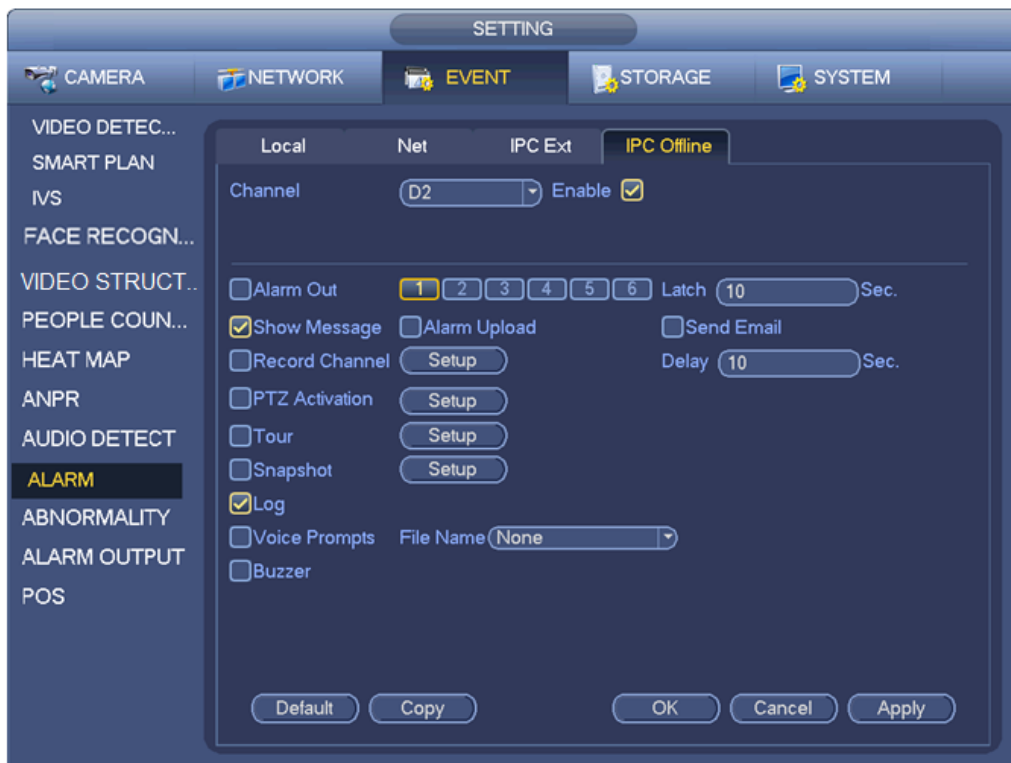 SETTING
CAMERA NETWORK EVENT STORAGE SYSTEM
VIDEO DETEC...
SMART PLAN
IVS
FACE RECOGN...
VIDEO STRUCT..
PEOPLE COUN...
HEAT MAP
ANPR
AUDIO DETECT
ALARM
ABNORMALITY
ALARM OUTPUT
POS
Local Net IPC Ext IPC Offline
Channel D2 Enable
Alarm Out 1 2 3 4 5 6 Latch 10 Sec.
Show Message Alarm Upload Send Email
Record Channel Setup Delay 10 Sec.
PTZ Activation Setup
Tour Setup
Snapshot Setup
Log
Voice Prompts File Name None
Buzzer
Default Copy OK Cancel Apply